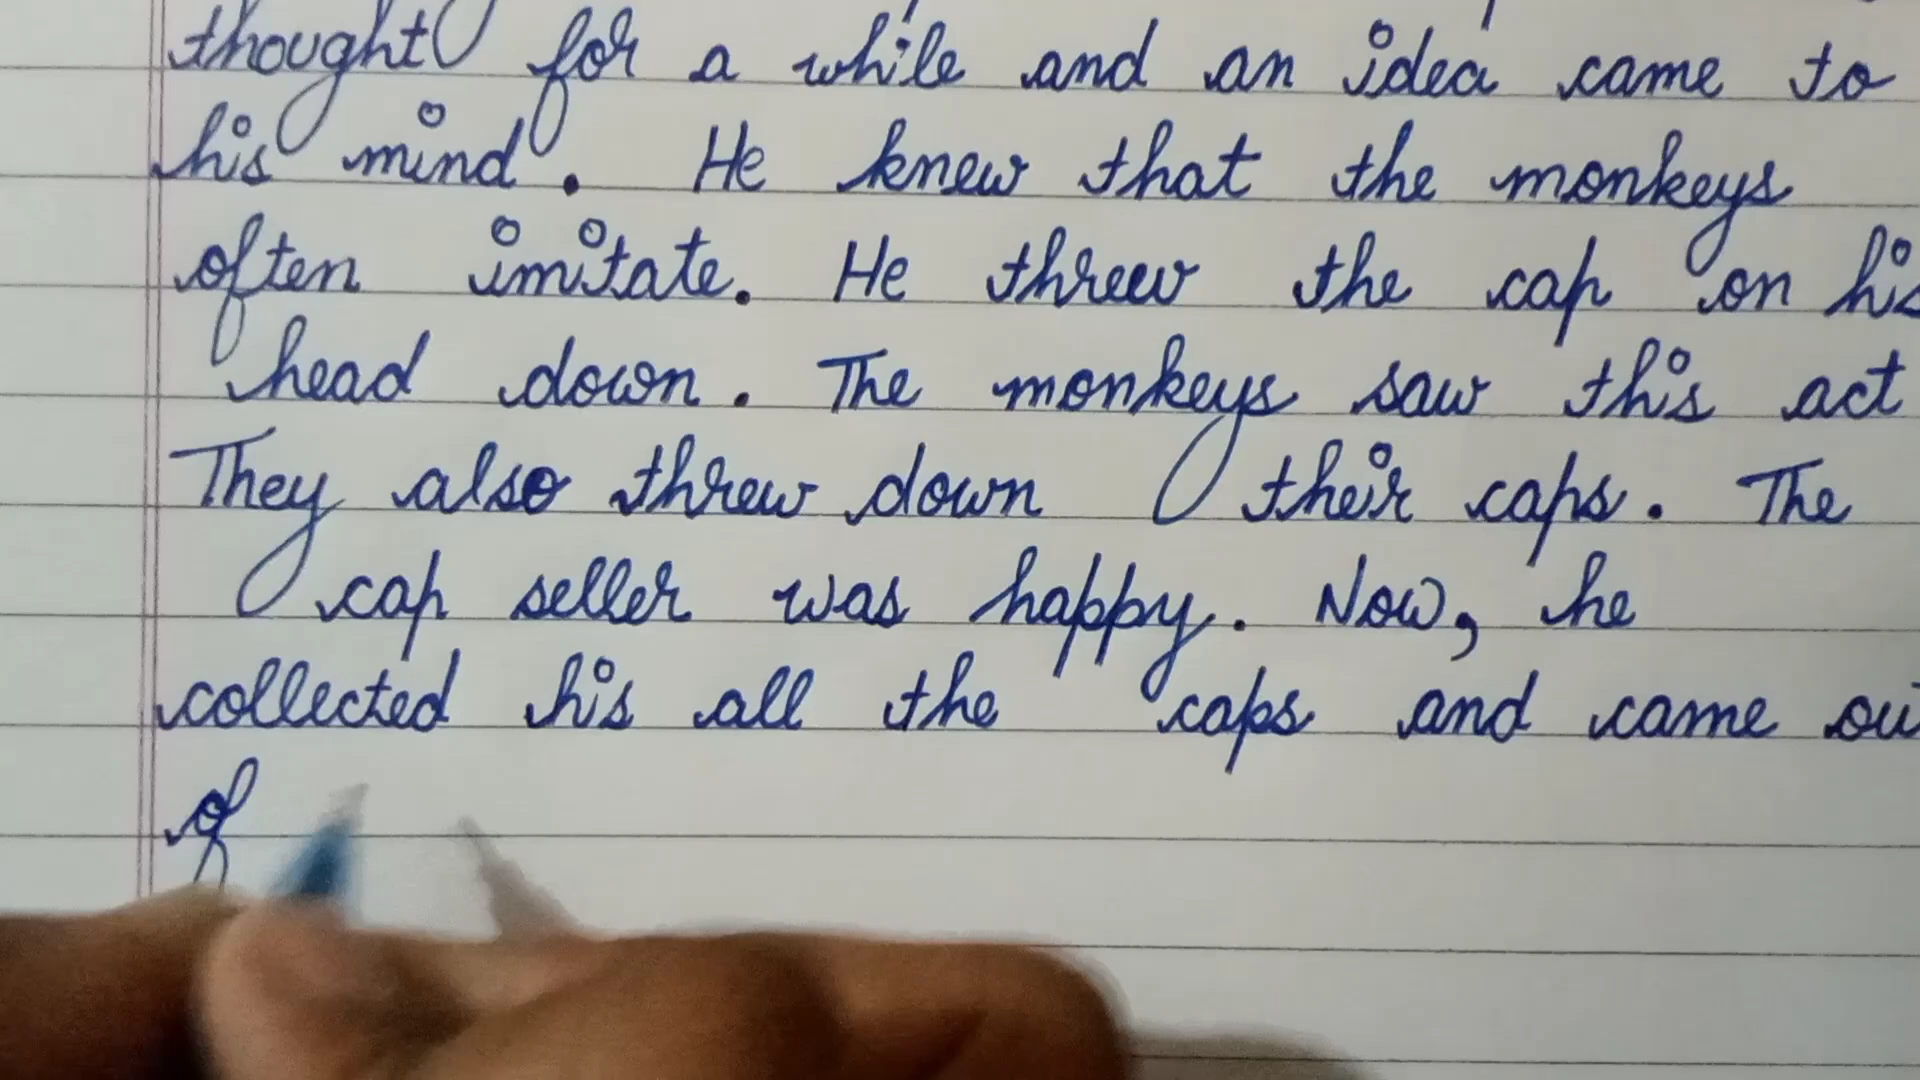 thought for a while and an idea came to
his mind. He knew that the monkeys
often imitate. He threw the cap on his
head down. The monkeys saw this act
They also threw down their caps. The
cap seller was happy. Now, he
collected his all the caps and came ou
of